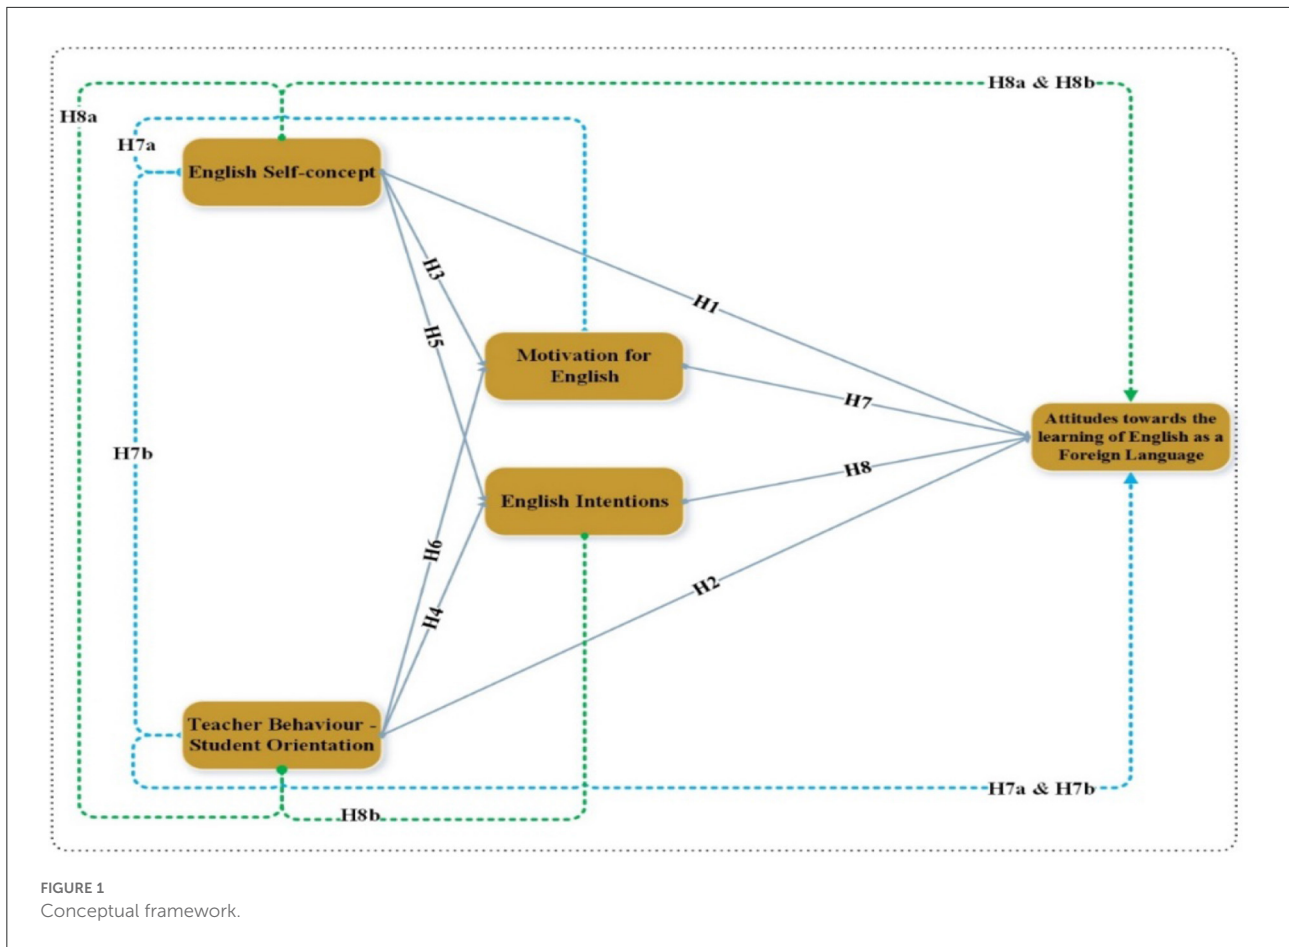 H8a & H8b
H8a
H7a
English Self-concept
H3
H1
H5
Motivation for
English
H7
Attitudes towards the
learning of English as a
Foreign Language
H7b
H8
English Intentions
H6
H2
H4
Teacher Behaviour -
Student Orientation
H7a & H7b
H8b
FIGURE 1
Conceptual framework.